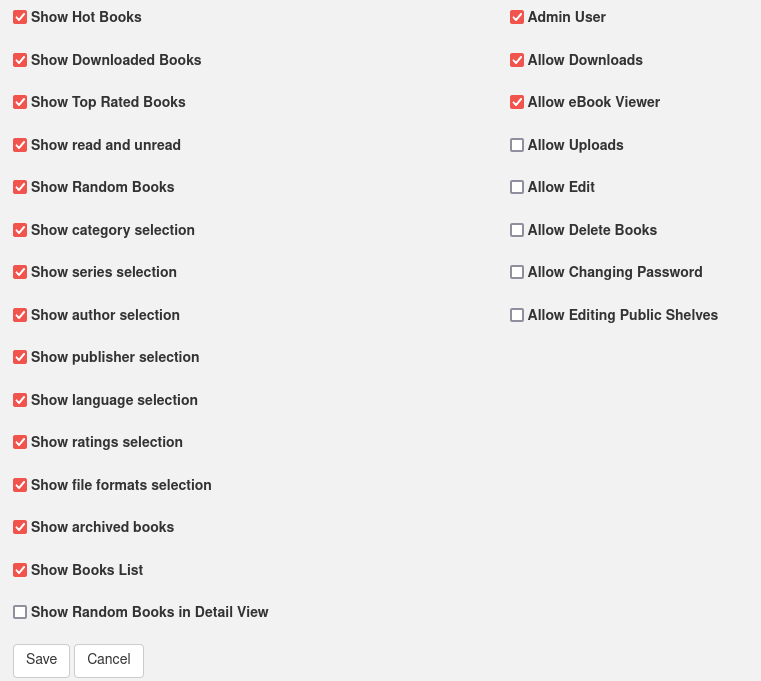 Show Hot Books
Show Downloaded Books
Show Top Rated Books
Show read and unread
Show Random Books
Show category selection
Show series selection
Show author selection
Show publisher selection
Show language selection
Show ratings selection
Show file formats selection
Show archived books
Show Books List
Show Random Books in Detail View
Admin User
Allow Downloads
Allow eBook Viewer
Allow Uploads
Allow Edit
Allow Delete Books
Allow Changing Password
Allow Editing Public Shelves
Save
Cancel